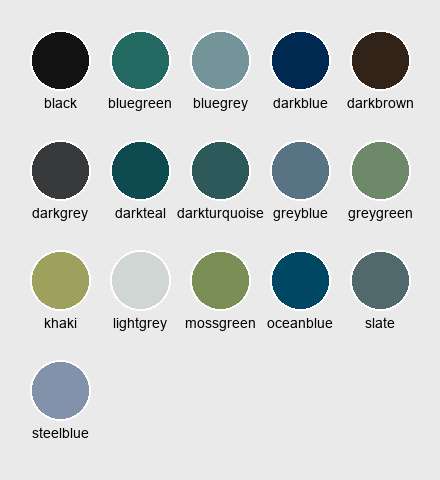 black bluegreen bluegrey darkblue darkbrown
darkgrey darkteal darkturquoise greyblue greygreen
khaki lightgrey mossgreen oceanblue slate
steelblue